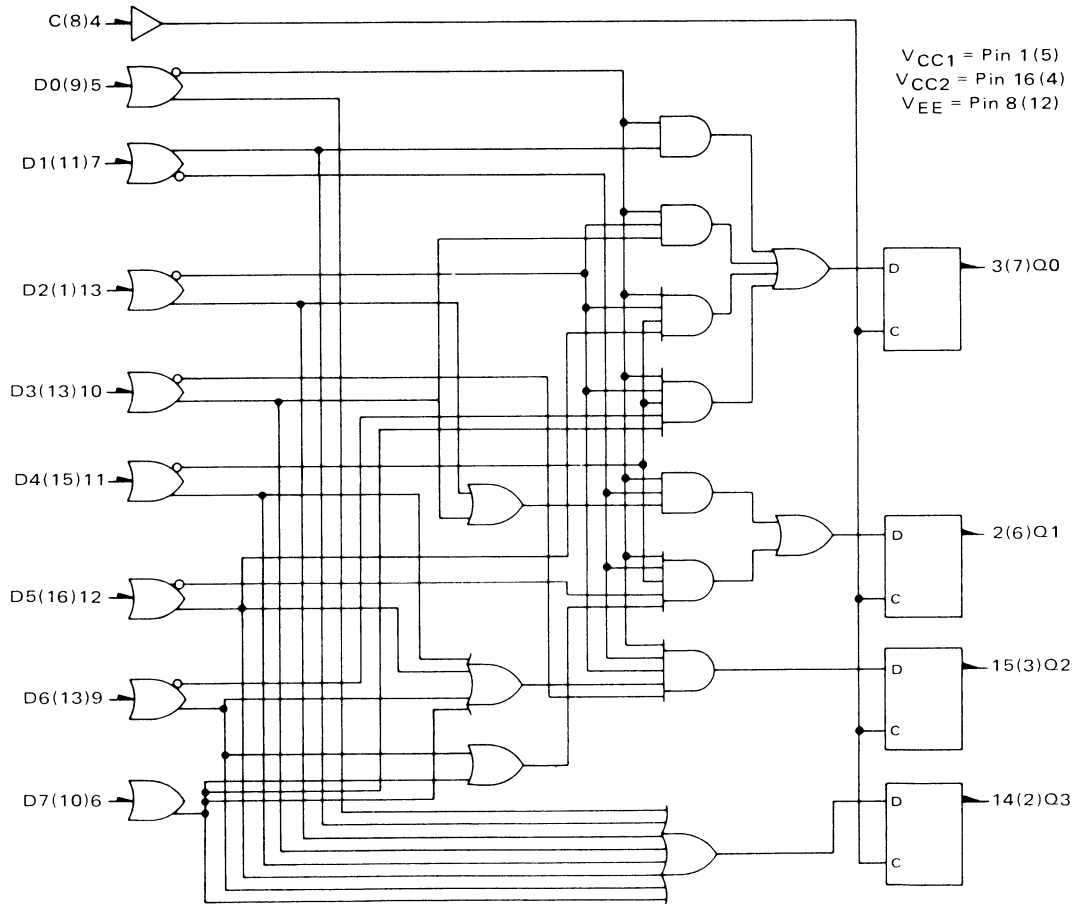 C(8)4
VCC1 = Pin 1(5)
VCC2 = Pin 16(4)
VEE = Pin 8(12)
D0(9)5
D1(11)7
D2(1)13
D
3(7)Q0
C
D3(13)10
D4(15)11
D
2(6)Q1
D5(16)12
C
D
15(3)Q2
D6(13)9
C
D7(10)6
D
14(2)Q3
C